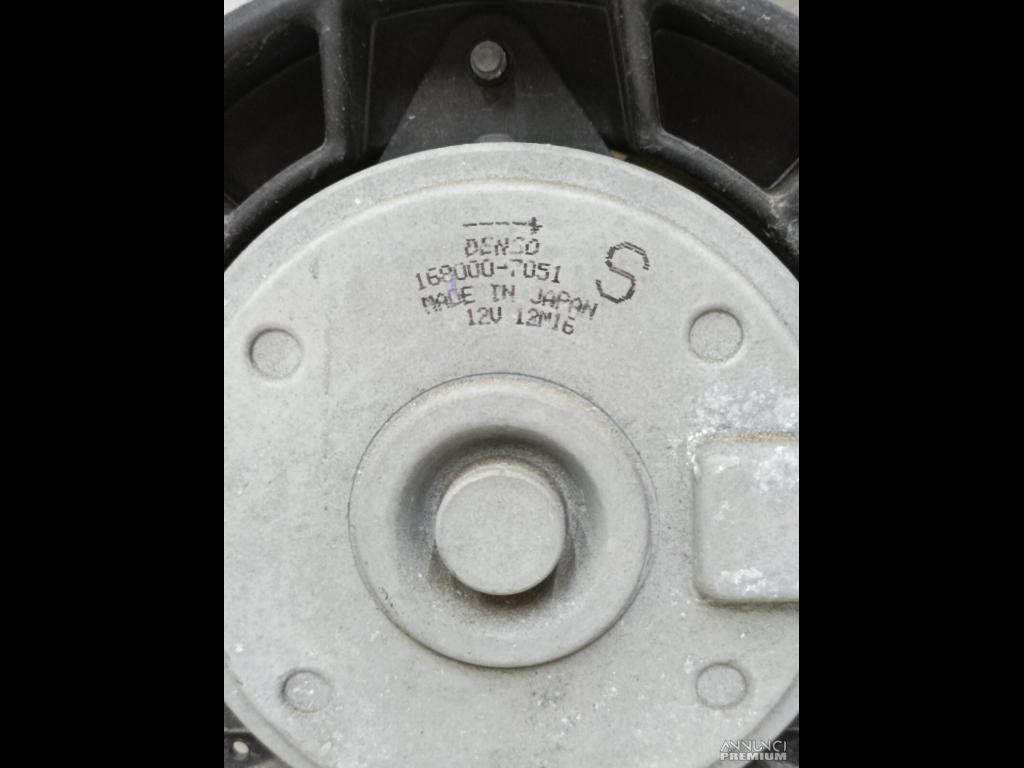 DENSO
168000-7051
MADE IN JAPAN
12V 12M16
S
ANNUNCI
PREMIUM